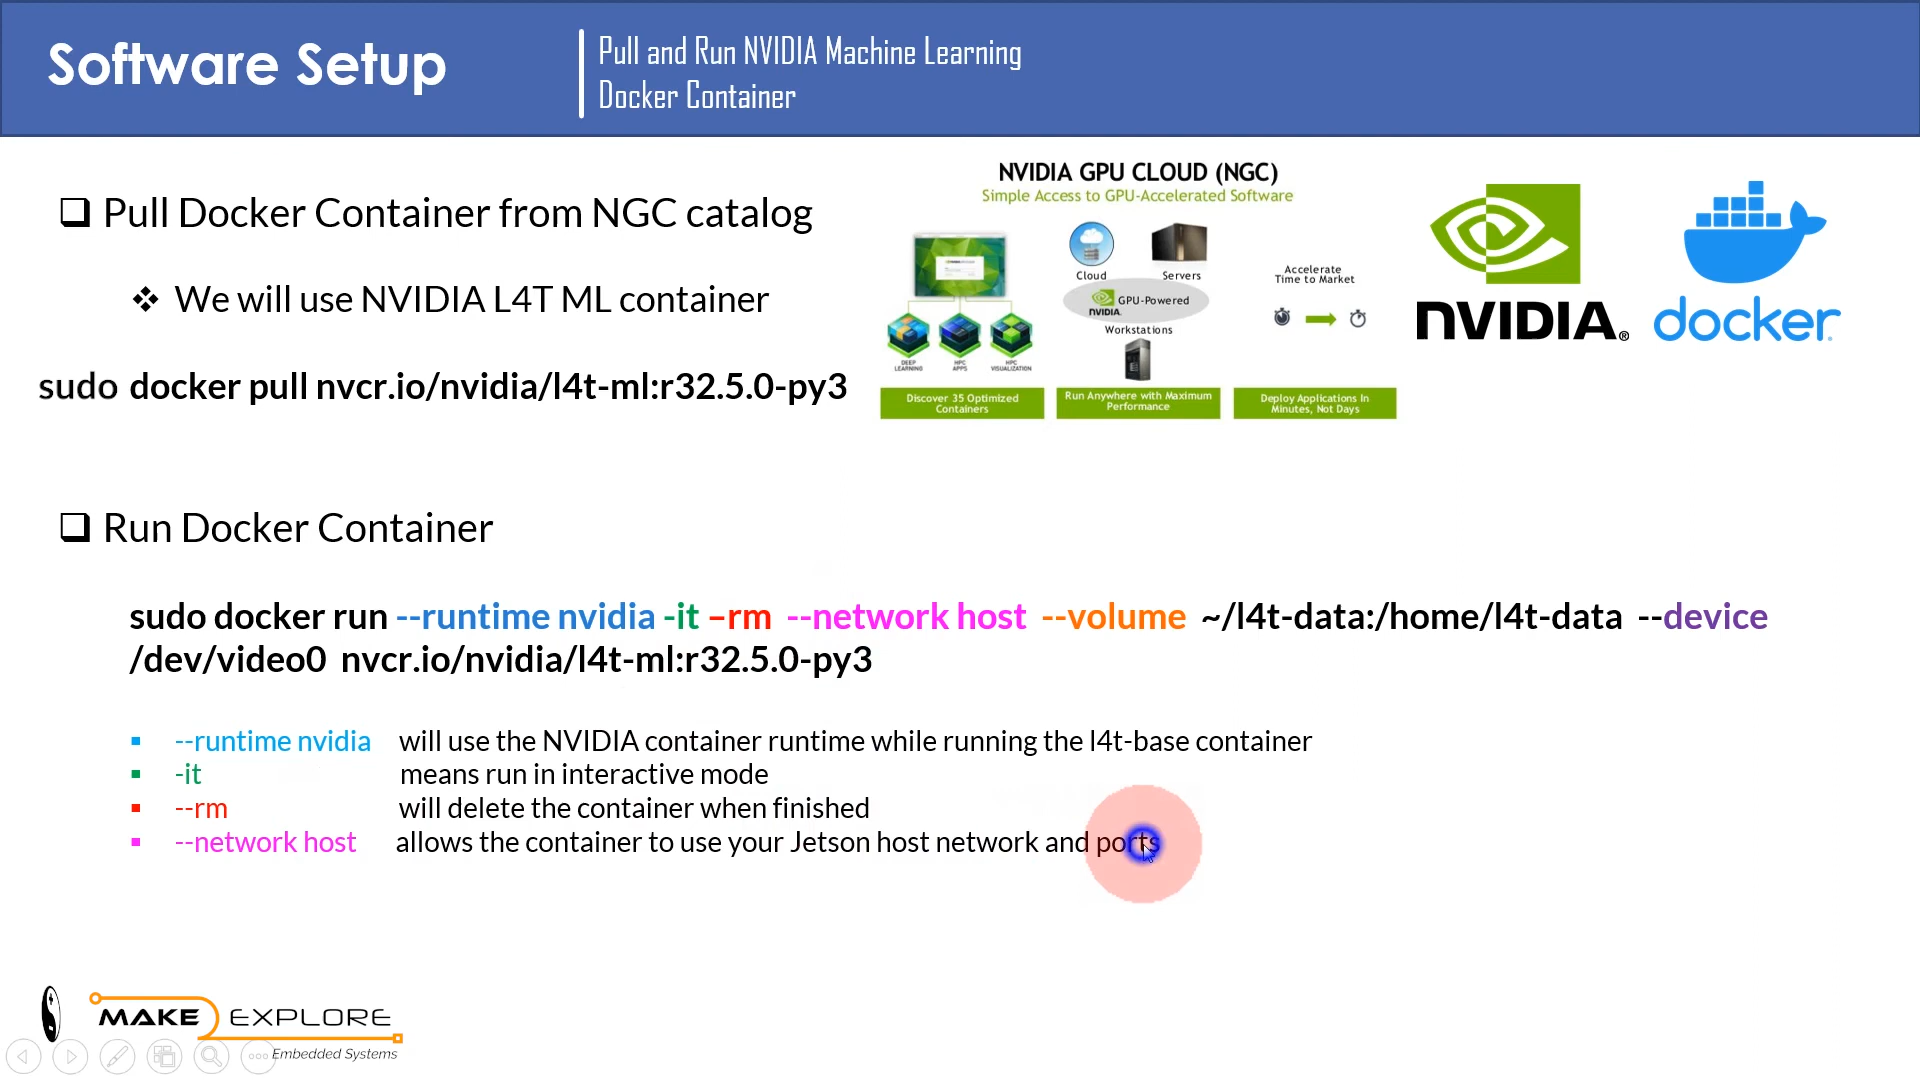 Software Setup
Pull and Run NVIDIA Machine Learning
Docker Container
Pull Docker Container from NGC catalog
We will use NVIDIA L4T ML container
sudo docker pull nvcr.io/nvidia/l4t-ml:r32.5.0-py3
NVIDIA GPU CLOUD (NGC)
Simple Access to GPU-Accelerated Software
Cloud
Servers
NVIDIA.
GPU-Powered
Workstations
Accelerate
Time to Market
DEEP
LEARNING
HPC
APPS
HPC
VISUALIZATION
Discover 35 Optimized
Containers
Run Anywhere with Maximum
Performance
Deploy Applications In
Minutes, Not Days
NVIDIA®
docker
Run Docker Container
sudo docker run --runtime nvidia -it –rm --network host --volume ~/l4t-data:/home/l4t-data --device
/dev/video0 nvcr.io/nvidia/l4t-ml:r32.5.0-py3
--runtime nvidia will use the NVIDIA container runtime while running the l4t-base container
-it means run in interactive mode
--rm will delete the container when finished
--network host allows the container to use your Jetson host network and ports
MAKE EXPLORE
Embedded Systems